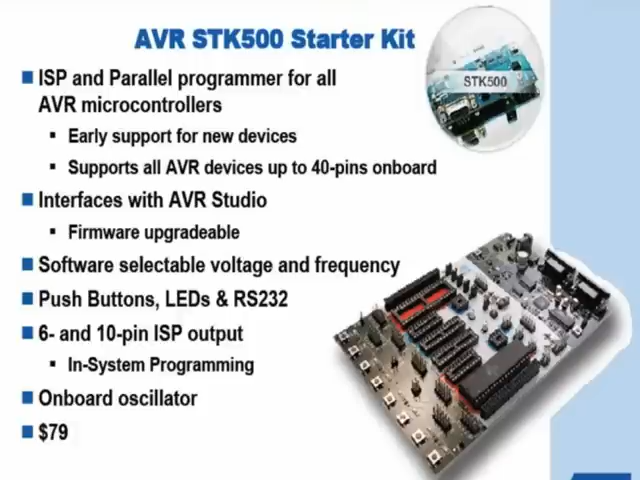 AVR STK500 Starter Kit
STK500
ISP and Parallel programmer for all
AVR microcontrollers
Early support for new devices
Supports all AVR devices up to 40-pins onboard
Interfaces with AVR Studio
Firmware upgradeable
Software selectable voltage and frequency
Push Buttons, LEDs & RS232
6- and 10-pin ISP output
In-System Programming
Onboard oscillator
$79